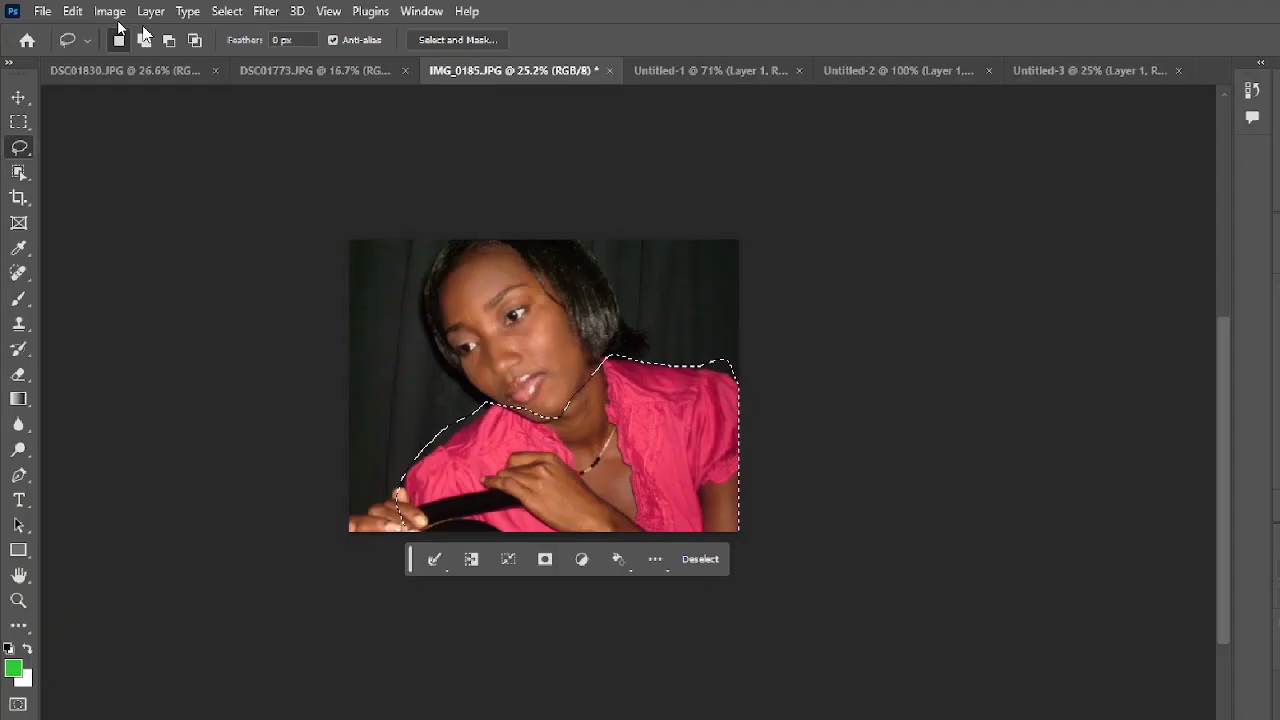 Ps File Edit Image Layer Type Select Filter 3D View Plugins Window Help
Feather: 0 px Anti-alias Select and Mask...
DSC01830.JPG @ 26.6% (RG... × DSC01773.JPG @ 16.7% (RG... × IMG_0185.JPG @ 25.2% (RGB/8) * × Untitled-1 @ 71% (Layer 1, R... × Untitled-2 @ 100% (Layer 1,... × Untitled-3 @ 25% (Layer 1, R... ×
T
Deselect